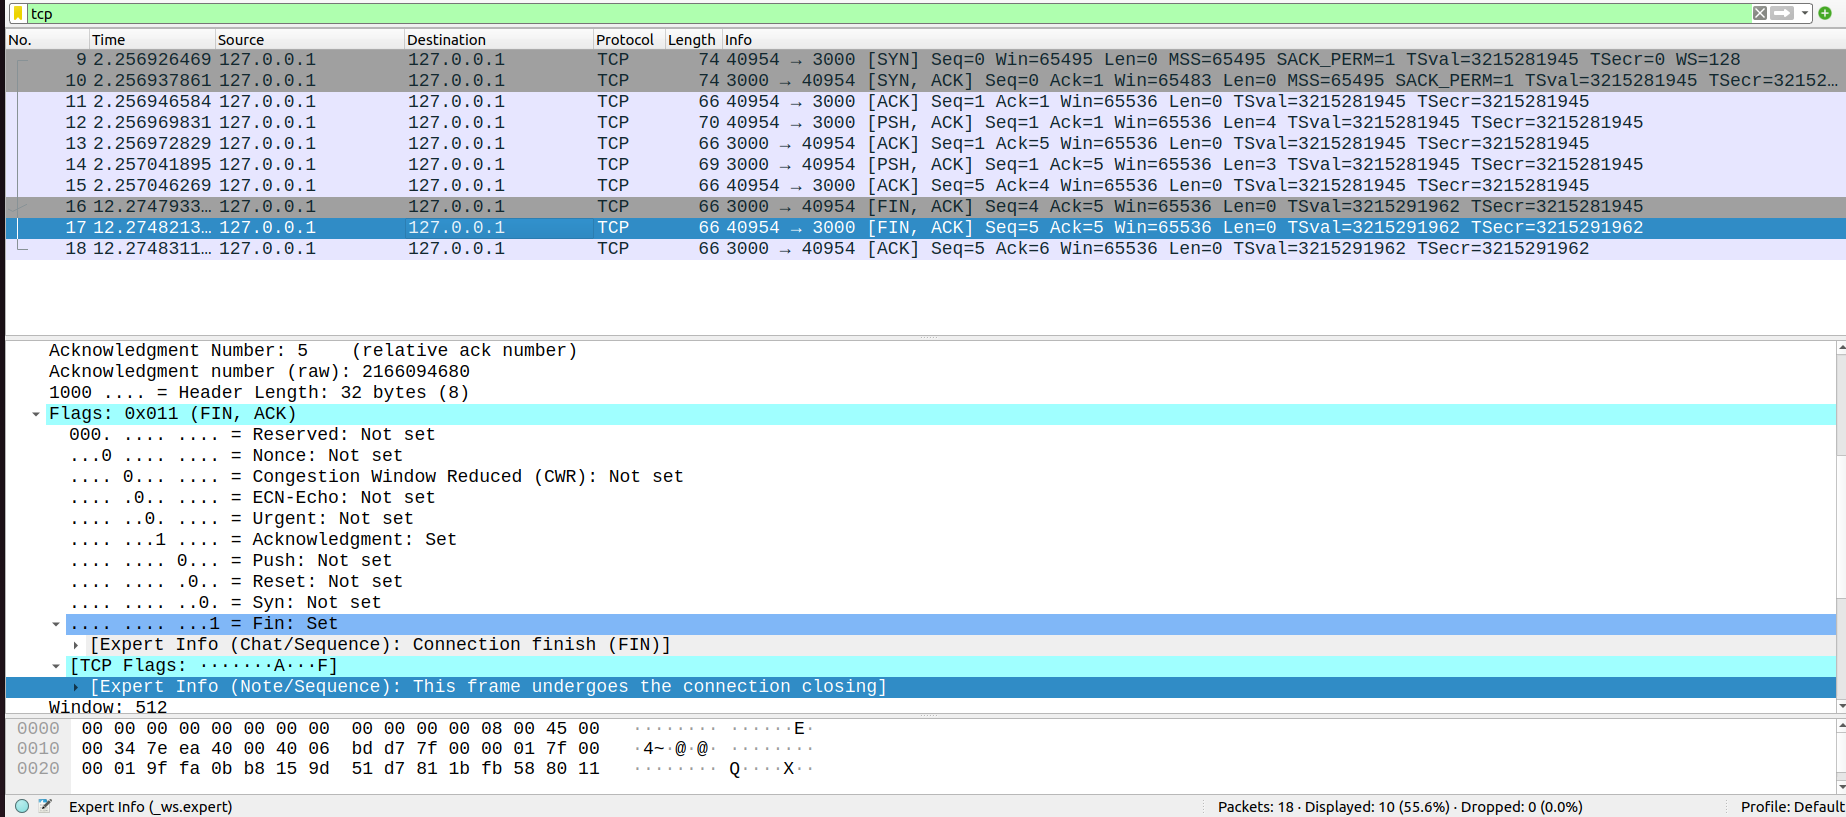 tcp
No. Time Source Destination Protocol Length Info
9 2.256926469 127.0.0.1 127.0.0.1 TCP 74 40954 → 3000 [SYN] Seq=0 Win=65495 Len=0 MSS=65495 SACK_PERM=1 TSval=3215281945 TSecr=0 WS=128
10 2.256937861 127.0.0.1 127.0.0.1 TCP 74 3000 → 40954 [SYN, ACK] Seq=0 Ack=1 Win=65483 Len=0 MSS=65495 SACK_PERM=1 TSval=3215281945 TSecr=32152…
11 2.256946584 127.0.0.1 127.0.0.1 TCP 66 40954 → 3000 [ACK] Seq=1 Ack=1 Win=65536 Len=0 TSval=3215281945 TSecr=3215281945
12 2.256969831 127.0.0.1 127.0.0.1 TCP 70 40954 → 3000 [PSH, ACK] Seq=1 Ack=1 Win=65536 Len=4 TSval=3215281945 TSecr=3215281945
13 2.256972829 127.0.0.1 127.0.0.1 TCP 66 3000 → 40954 [ACK] Seq=1 Ack=5 Win=65536 Len=0 TSval=3215281945 TSecr=3215281945
14 2.257041895 127.0.0.1 127.0.0.1 TCP 69 3000 → 40954 [PSH, ACK] Seq=1 Ack=5 Win=65536 Len=3 TSval=3215281945 TSecr=3215281945
15 2.257046269 127.0.0.1 127.0.0.1 TCP 66 40954 → 3000 [ACK] Seq=5 Ack=4 Win=65536 Len=0 TSval=3215281945 TSecr=3215281945
16 12.2747933… 127.0.0.1 127.0.0.1 TCP 66 3000 → 40954 [FIN, ACK] Seq=4 Ack=5 Win=65536 Len=0 TSval=3215291962 TSecr=3215281945
17 12.2748213… 127.0.0.1 127.0.0.1 TCP 66 40954 → 3000 [FIN, ACK] Seq=5 Ack=5 Win=65536 Len=0 TSval=3215291962 TSecr=3215291962
18 12.2748311… 127.0.0.1 127.0.0.1 TCP 66 3000 → 40954 [ACK] Seq=5 Ack=6 Win=65536 Len=0 TSval=3215291962 TSecr=3215291962
Acknowledgment Number: 5 (relative ack number)
Acknowledgment number (raw): 2166094680
1000 .... = Header Length: 32 bytes (8)
Flags: 0x011 (FIN, ACK)
000. .... .... = Reserved: Not set
...0 .... .... = Nonce: Not set
.... 0... .... = Congestion Window Reduced (CWR): Not set
.... .0.. .... = ECN-Echo: Not set
.... ..0. .... = Urgent: Not set
.... ...1 .... = Acknowledgment: Set
.... .... 0... = Push: Not set
.... .... .0.. = Reset: Not set
.... .... ..0. = Syn: Not set
.... .... ...1 = Fin: Set
[Expert Info (Chat/Sequence): Connection finish (FIN)]
[TCP Flags: ·······A···F]
[Expert Info (Note/Sequence): This frame undergoes the connection closing]
Window: 512
0000 00 00 00 00 00 00 00 00 00 00 00 00 08 00 45 00 ········ ······E·
0010 00 34 7e ea 40 00 40 06 bd d7 7f 00 00 01 7f 00 ·4~·@·@· ········
0020 00 01 9f fa 0b b8 15 9d 51 d7 81 1b fb 58 80 11 ········ Q····X··
Expert Info (_ws.expert) Packets: 18 · Displayed: 10 (55.6%) · Dropped: 0 (0.0%) Profile: Default